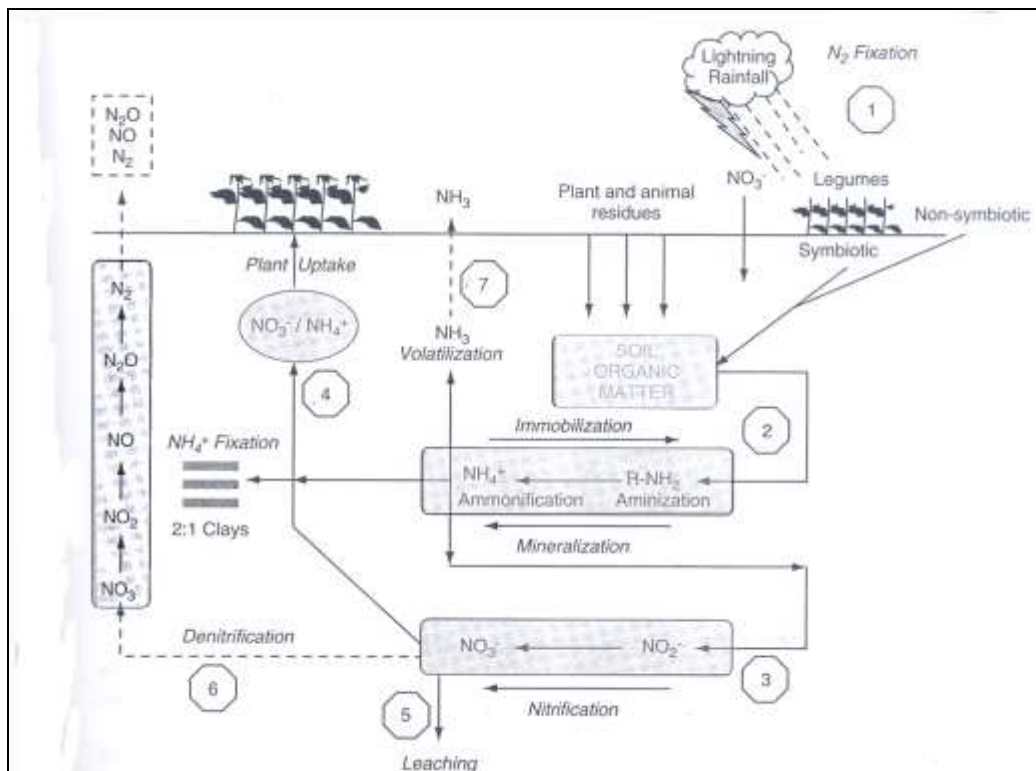 Lightning
Rainfall
N₂ Fixation
1
N₂O
NO
N₂
NH₃
Plant and animal
residues
NO₃⁻
Legumes
Non-symbiotic
Symbiotic
Plant Uptake
7
N₂
NO₃⁻ / NH₄⁺
NH₃
Volatilization
SOIL
ORGANIC
MATTER
N₂O
4
Immobilization
2
NO
NH₄⁺ Fixation
NH₄⁺
R-NH₂
Ammonification
Aminization
NO₂
2:1 Clays
Mineralization
NO₃
Denitrification
NO₃⁻
NO₂⁻
3
6
5
Nitrification
Leaching